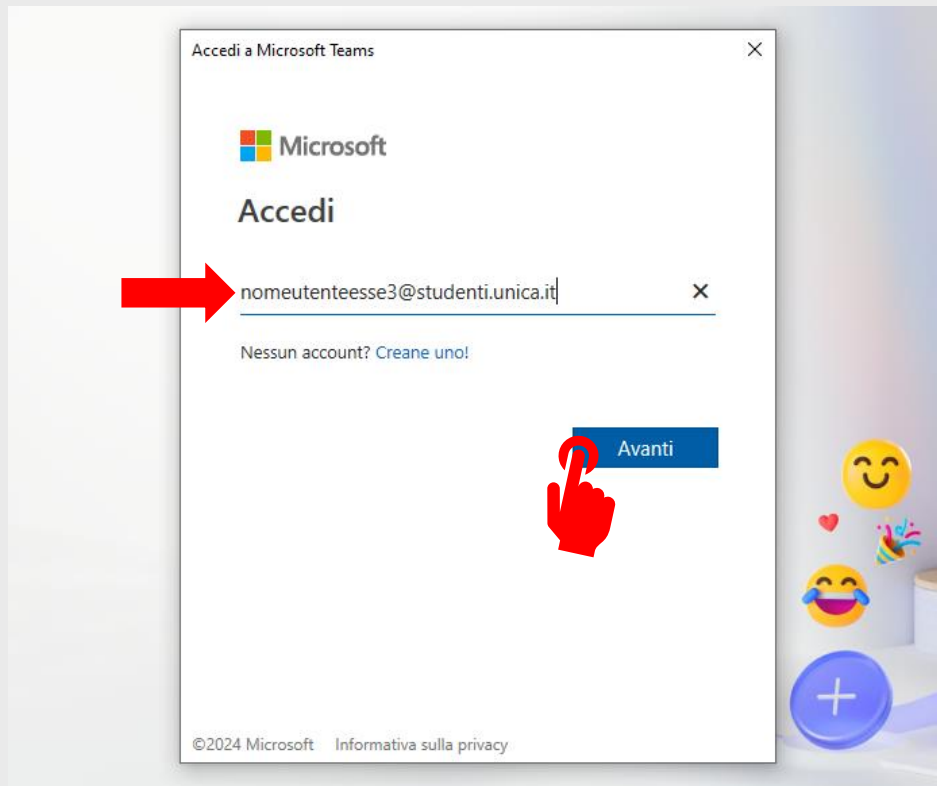 Accedi a Microsoft Teams
Microsoft
Accedi
nomeutenteesse3@studenti.unica.it
Nessun account? Creane uno!
Avanti
©2024 Microsoft Informativa sulla privacy